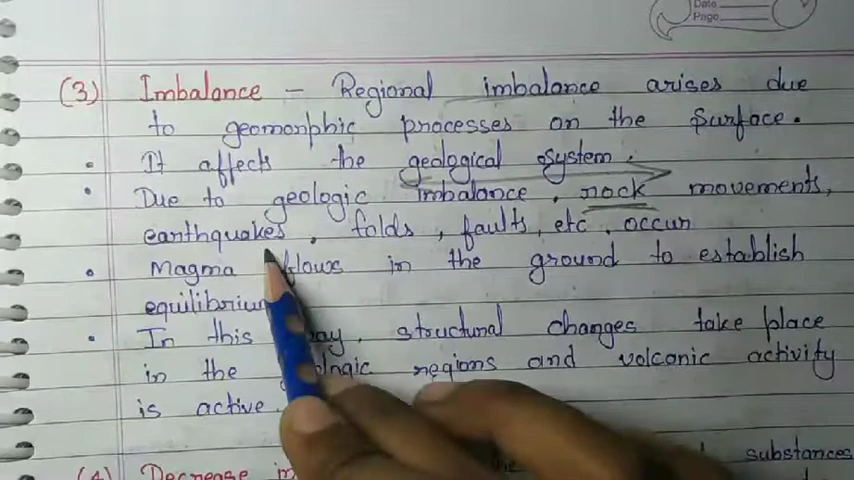 Date
Page
(3) Imbalance - Regional imbalance arises due
to geomorphic processes on the surface.
• It affects the geological system.
• Due to geologic imbalance, rock movements,
earthquakes, folds, faults, etc. occur
• Magma flows in the ground to establish
equilibrium
• In this way, structural changes take place
in the geologic regions and volcanic activity
is active.
substances
(4) Decrease in